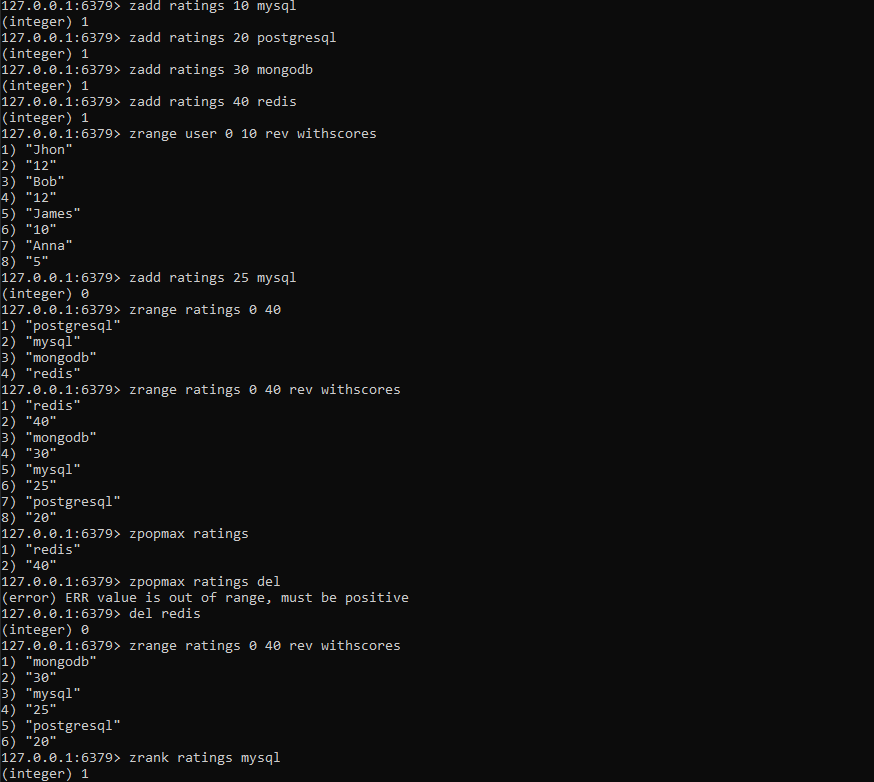 127.0.0.1:6379> zadd ratings 10 mysql
(integer) 1
127.0.0.1:6379> zadd ratings 20 postgresql
(integer) 1
127.0.0.1:6379> zadd ratings 30 mongodb
(integer) 1
127.0.0.1:6379> zadd ratings 40 redis
(integer) 1
127.0.0.1:6379> zrange user 0 10 rev withscores
1) "Jhon"
2) "12"
3) "Bob"
4) "12"
5) "James"
6) "10"
7) "Anna"
8) "5"
127.0.0.1:6379> zadd ratings 25 mysql
(integer) 0
127.0.0.1:6379> zrange ratings 0 40
1) "postgresql"
2) "mysql"
3) "mongodb"
4) "redis"
127.0.0.1:6379> zrange ratings 0 40 rev withscores
1) "redis"
2) "40"
3) "mongodb"
4) "30"
5) "mysql"
6) "25"
7) "postgresql"
8) "20"
127.0.0.1:6379> zpopmax ratings
1) "redis"
2) "40"
127.0.0.1:6379> zpopmax ratings del
(error) ERR value is out of range, must be positive
127.0.0.1:6379> del redis
(integer) 0
127.0.0.1:6379> zrange ratings 0 40 rev withscores
1) "mongodb"
2) "30"
3) "mysql"
4) "25"
5) "postgresql"
6) "20"
127.0.0.1:6379> zrank ratings mysql
(integer) 1